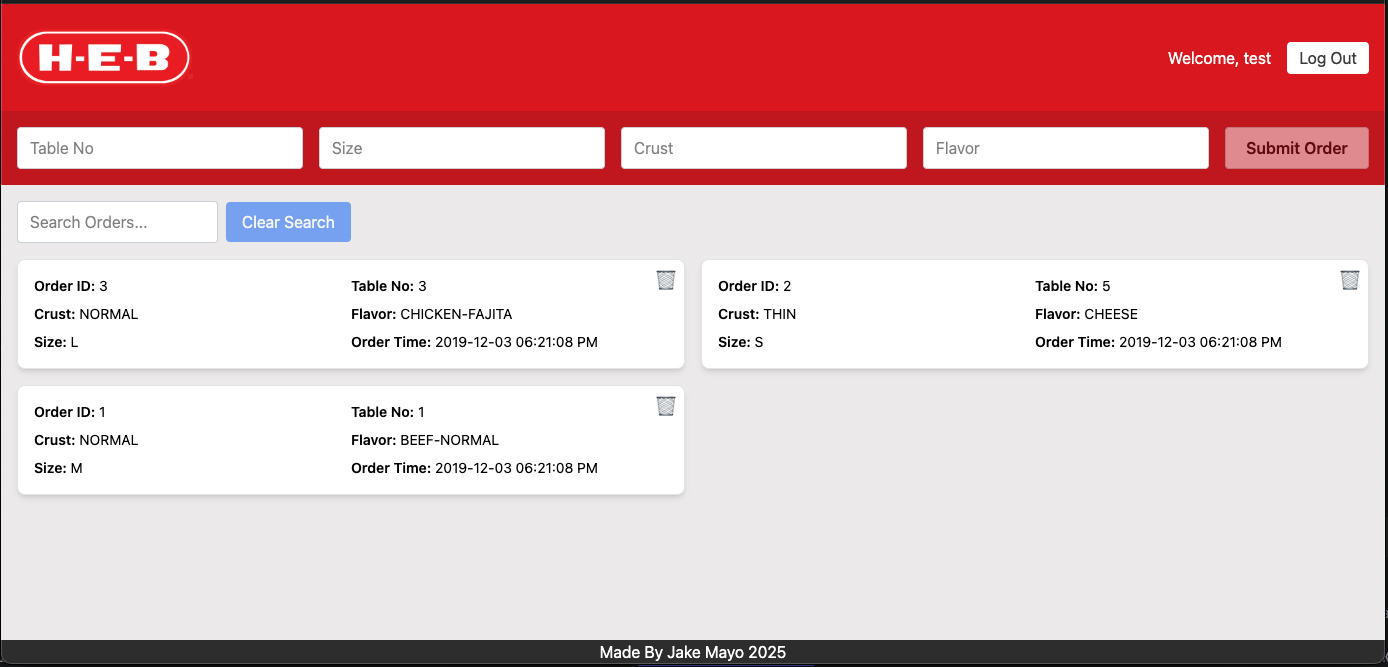 H-E-B
Welcome, test
Log Out
Table No
Size
Crust
Flavor
Submit Order
Search Orders...
Clear Search
Order ID: 3
Table No: 3
Crust: NORMAL
Flavor: CHICKEN-FAJITA
Size: L
Order Time: 2019-12-03 06:21:08 PM
Order ID: 2
Table No: 5
Crust: THIN
Flavor: CHEESE
Size: S
Order Time: 2019-12-03 06:21:08 PM
Order ID: 1
Table No: 1
Crust: NORMAL
Flavor: BEEF-NORMAL
Size: M
Order Time: 2019-12-03 06:21:08 PM
Made By Jake Mayo 2025